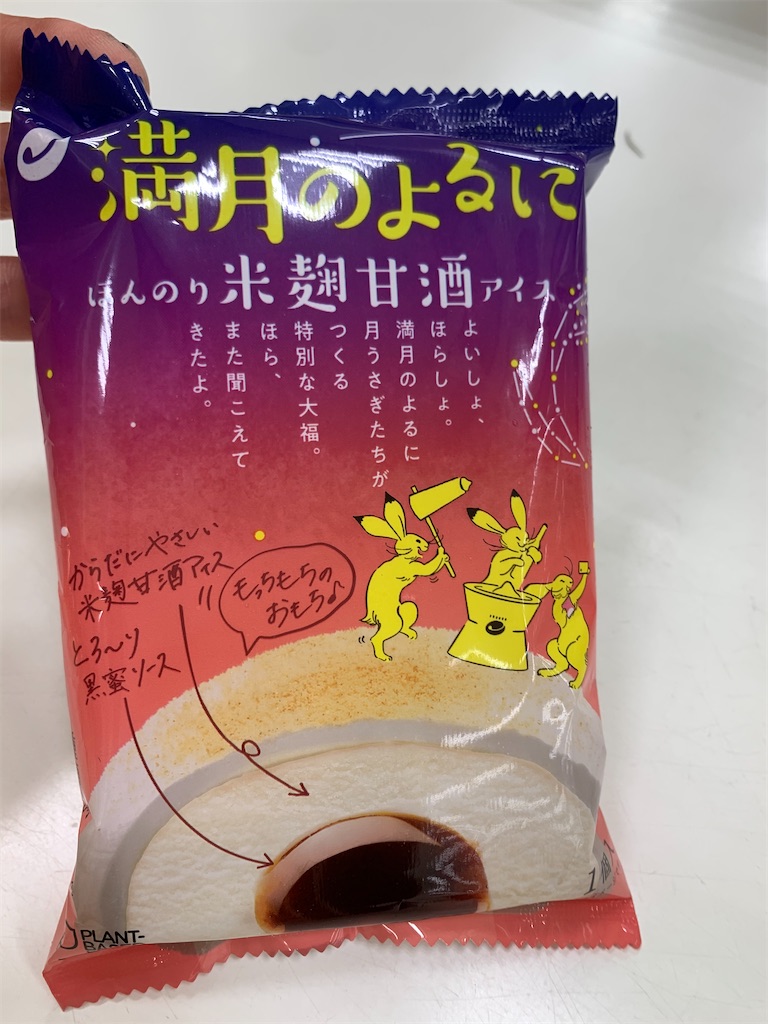 満月のよるに
ほんのり米麹甘酒アイス
よいしょ、
ほらしょ。
満月のよるに
月うさぎたちが
つくる
特別な大福。
ほら、
また聞こえて
きたよ。
からだにやさしい
米麹甘酒アイス
もっちもちの
おもち♪
とろ〜り
黒蜜ソース
PLANT-